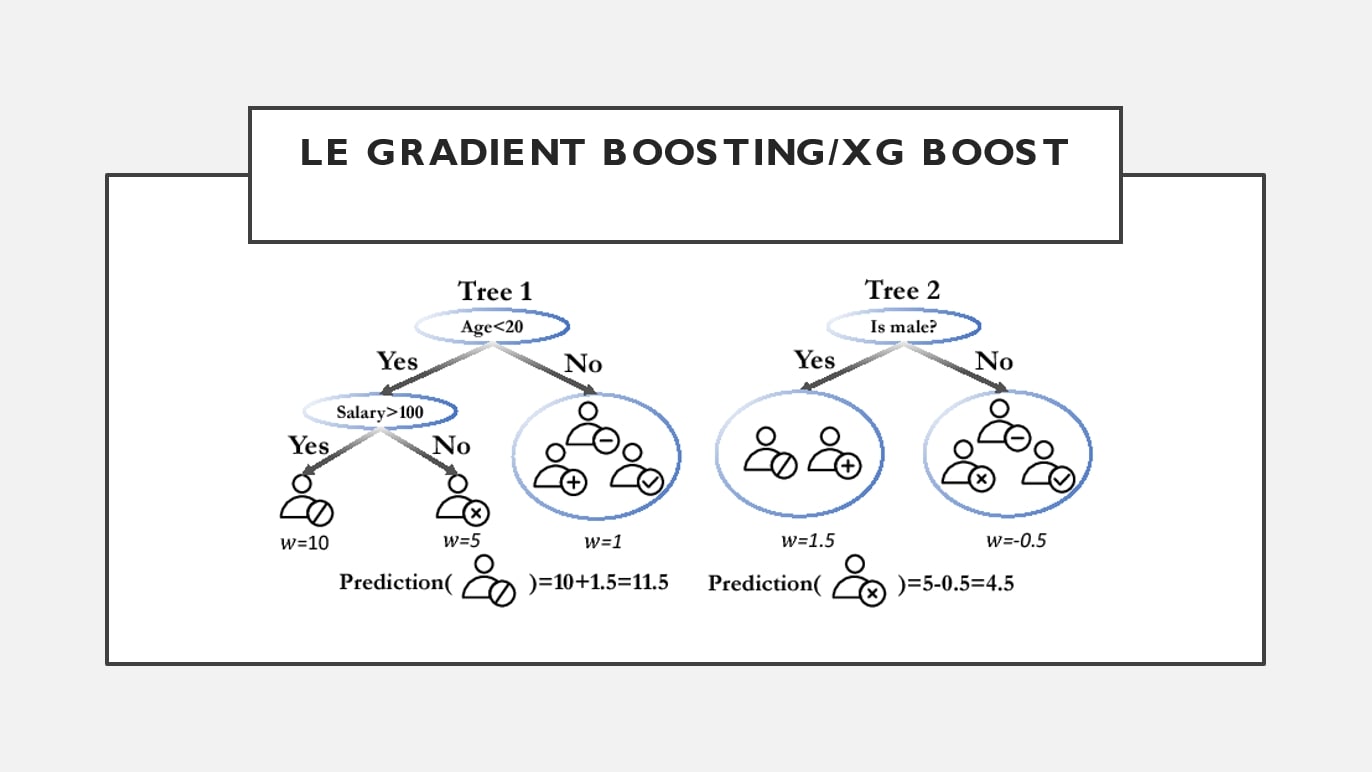 LE GRADIENT BOOSTING/XG BOOST
Tree 1
Age<20
Yes
No
Salary>100
Yes
No
w=10
w=5
w=1
Prediction( )=10+1.5=11.5
Tree 2
Is male?
Yes
No
w=1.5
w=-0.5
Prediction( )=5-0.5=4.5